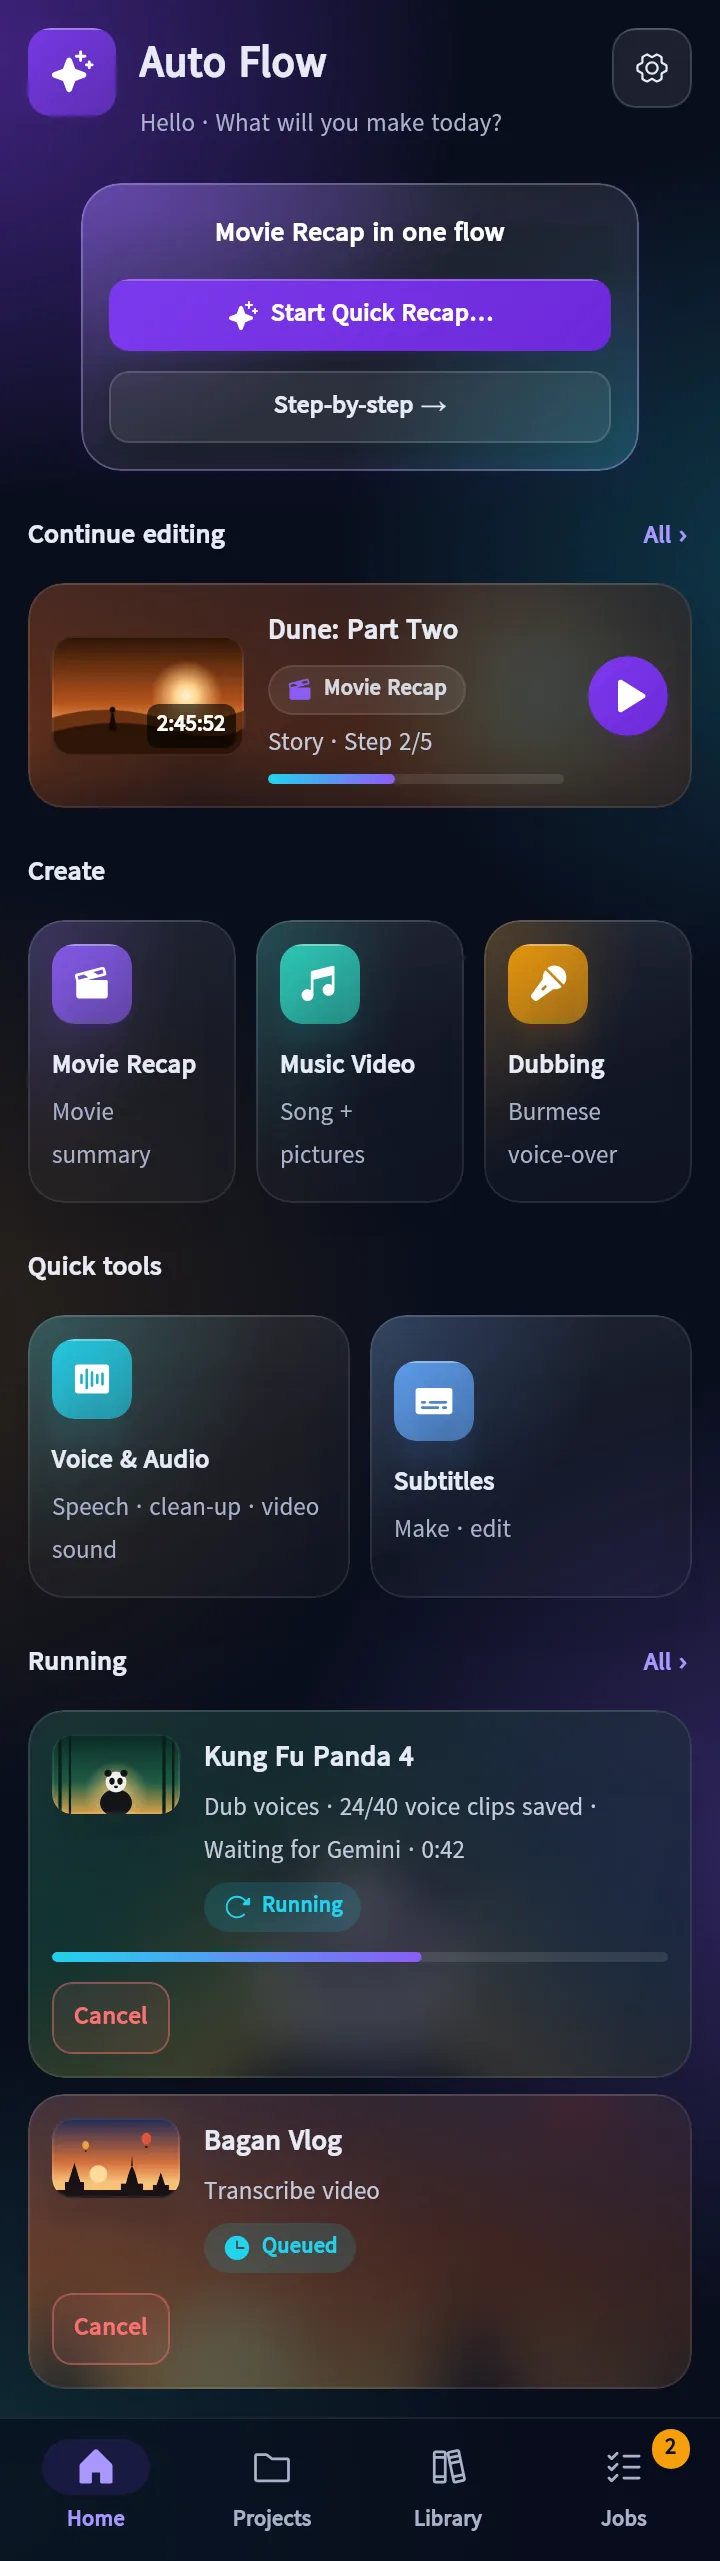 Auto Flow
Hello · What will you make today?
Movie Recap in one flow
Start Quick Recap...
Step-by-step →
Continue editing
All ›
Dune: Part Two
Movie Recap
2:45:52
Story · Step 2/5
Create
Movie Recap
Movie
summary
Music Video
Song +
pictures
Dubbing
Burmese
voice-over
Quick tools
Voice & Audio
Speech · clean-up · video
sound
Subtitles
Make · edit
Running
All ›
Kung Fu Panda 4
Dub voices · 24/40 voice clips saved ·
Waiting for Gemini · 0:42
Running
Cancel
Bagan Vlog
Transcribe video
Queued
Cancel
2
Home
Projects
Library
Jobs